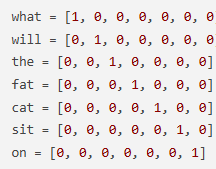 what = [1, 0, 0, 0, 0, 0, 0
will = [0, 1, 0, 0, 0, 0, 0
the = [0, 0, 1, 0, 0, 0, 0]
fat = [0, 0, 0, 1, 0, 0, 0]
cat = [0, 0, 0, 0, 1, 0, 0]
sit = [0, 0, 0, 0, 0, 1, 0]
on = [0, 0, 0, 0, 0, 0, 1]